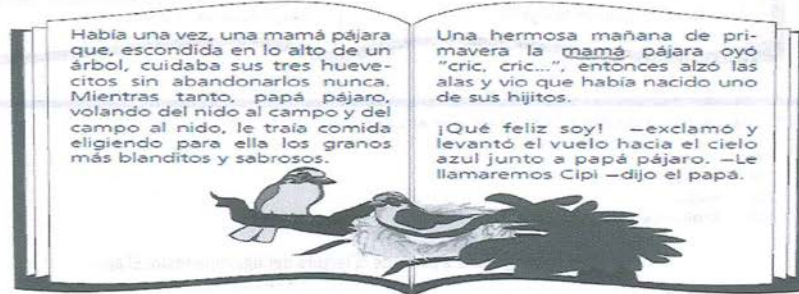 Había una vez, una mamá pájara
que, escondida en lo alto de un
árbol, cuidaba sus tres hueve-
citos sin abandonarlos nunca.
Mientras tanto, papá pájaro,
volando del nido al campo y del
campo al nido, le traía comida
eligiendo para ella los granos
más blanditos y sabrosos.
Una hermosa mañana de pri-
mavera la mamá pájara oyó
"cric, cric...", entonces alzó las
alas y vio que había nacido uno
de sus hijitos.
¡Qué feliz soy! —exclamó y
levantó el vuelo hacia el cielo
azul junto a papá pájaro. —Le
llamaremos Cipi —dijo el papá.